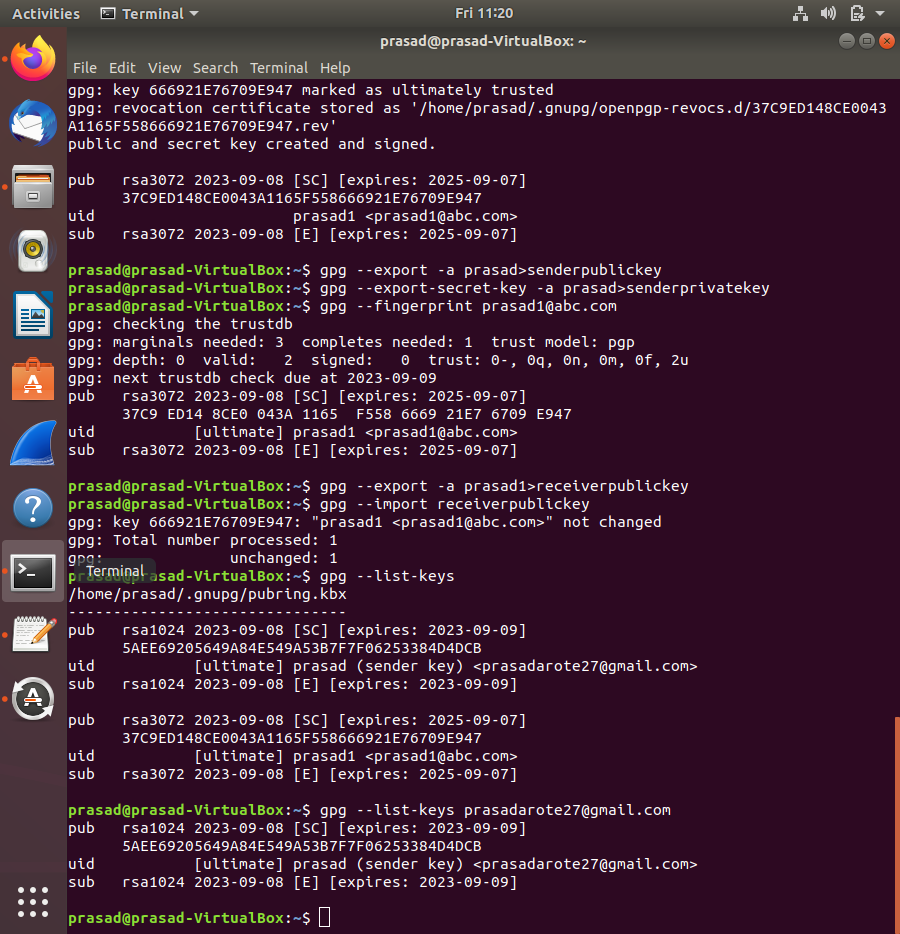 Activities Terminal Fri 11:20
prasad@prasad-VirtualBox: ~
File Edit View Search Terminal Help
gpg: key 666921E76709E947 marked as ultimately trusted
gpg: revocation certificate stored as '/home/prasad/.gnupg/openpgp-revocs.d/37C9ED148CE0043
A1165F558666921E76709E947.rev'
public and secret key created and signed.
pub   rsa3072 2023-09-08 [SC] [expires: 2025-09-07]
      37C9ED148CE0043A1165F558666921E76709E947
uid                      prasad1 <prasad1@abc.com>
sub   rsa3072 2023-09-08 [E] [expires: 2025-09-07]
prasad@prasad-VirtualBox:~$ gpg --export -a prasad>senderpublickey
prasad@prasad-VirtualBox:~$ gpg --export-secret-key -a prasad>senderprivatekey
prasad@prasad-VirtualBox:~$ gpg --fingerprint prasad1@abc.com
gpg: checking the trustdb
gpg: marginals needed: 3  completes needed: 1  trust model: pgp
gpg: depth: 0  valid:   2  signed:   0  trust: 0-, 0q, 0n, 0m, 0f, 2u
gpg: next trustdb check due at 2023-09-09
pub   rsa3072 2023-09-08 [SC] [expires: 2025-09-07]
      37C9 ED14 8CE0 043A 1165  F558 6669 21E7 6709 E947
uid           [ultimate] prasad1 <prasad1@abc.com>
sub   rsa3072 2023-09-08 [E] [expires: 2025-09-07]
prasad@prasad-VirtualBox:~$ gpg --export -a prasad1>receiverpublickey
prasad@prasad-VirtualBox:~$ gpg --import receiverpublickey
gpg: key 666921E76709E947: "prasad1 <prasad1@abc.com>" not changed
gpg: Total number processed: 1
gpg:              unchanged: 1
Terminal
prasad@prasad-VirtualBox:~$ gpg --list-keys
/home/prasad/.gnupg/pubring.kbx
-------------------------------
pub   rsa1024 2023-09-08 [SC] [expires: 2023-09-09]
      5AEE69205649A84E549A53B7F7F06253384D4DCB
uid           [ultimate] prasad (sender key) <prasadarote27@gmail.com>
sub   rsa1024 2023-09-08 [E] [expires: 2023-09-09]
pub   rsa3072 2023-09-08 [SC] [expires: 2025-09-07]
      37C9ED148CE0043A1165F558666921E76709E947
uid           [ultimate] prasad1 <prasad1@abc.com>
sub   rsa3072 2023-09-08 [E] [expires: 2025-09-07]
prasad@prasad-VirtualBox:~$ gpg --list-keys prasadarote27@gmail.com
pub   rsa1024 2023-09-08 [SC] [expires: 2023-09-09]
      5AEE69205649A84E549A53B7F7F06253384D4DCB
uid           [ultimate] prasad (sender key) <prasadarote27@gmail.com>
sub   rsa1024 2023-09-08 [E] [expires: 2023-09-09]
prasad@prasad-VirtualBox:~$